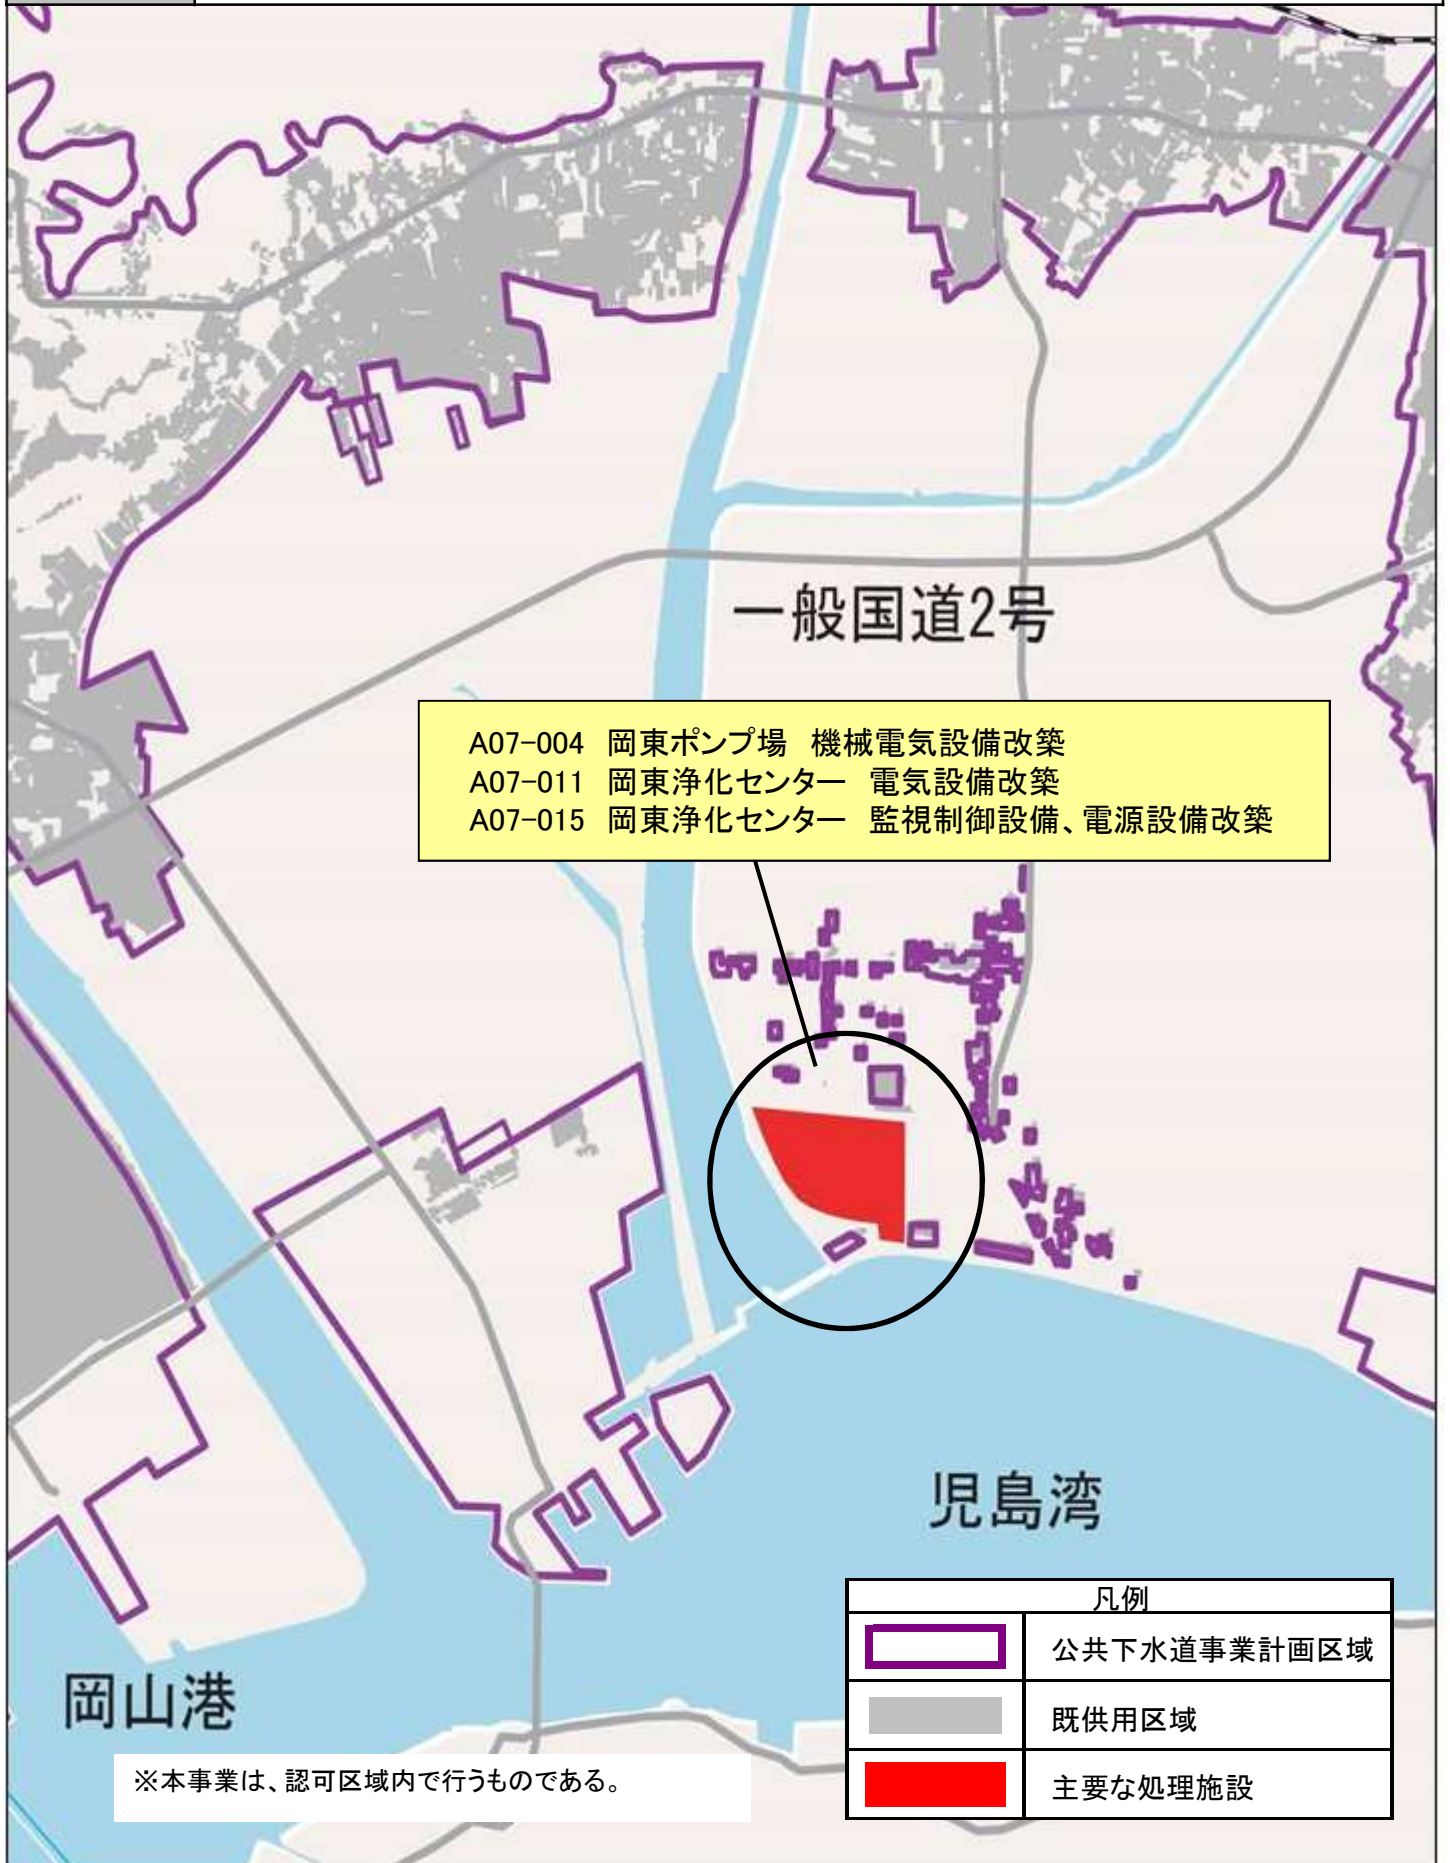 一般国道2号
A07-004 岡東ポンプ場 機械電気設備改築
A07-011 岡東浄化センター 電気設備改築
A07-015 岡東浄化センター 監視制御設備、電源設備改築
児島湾
岡山港
凡例
公共下水道事業計画区域
既供用区域
主要な処理施設
※本事業は、認可区域内で行うものである。